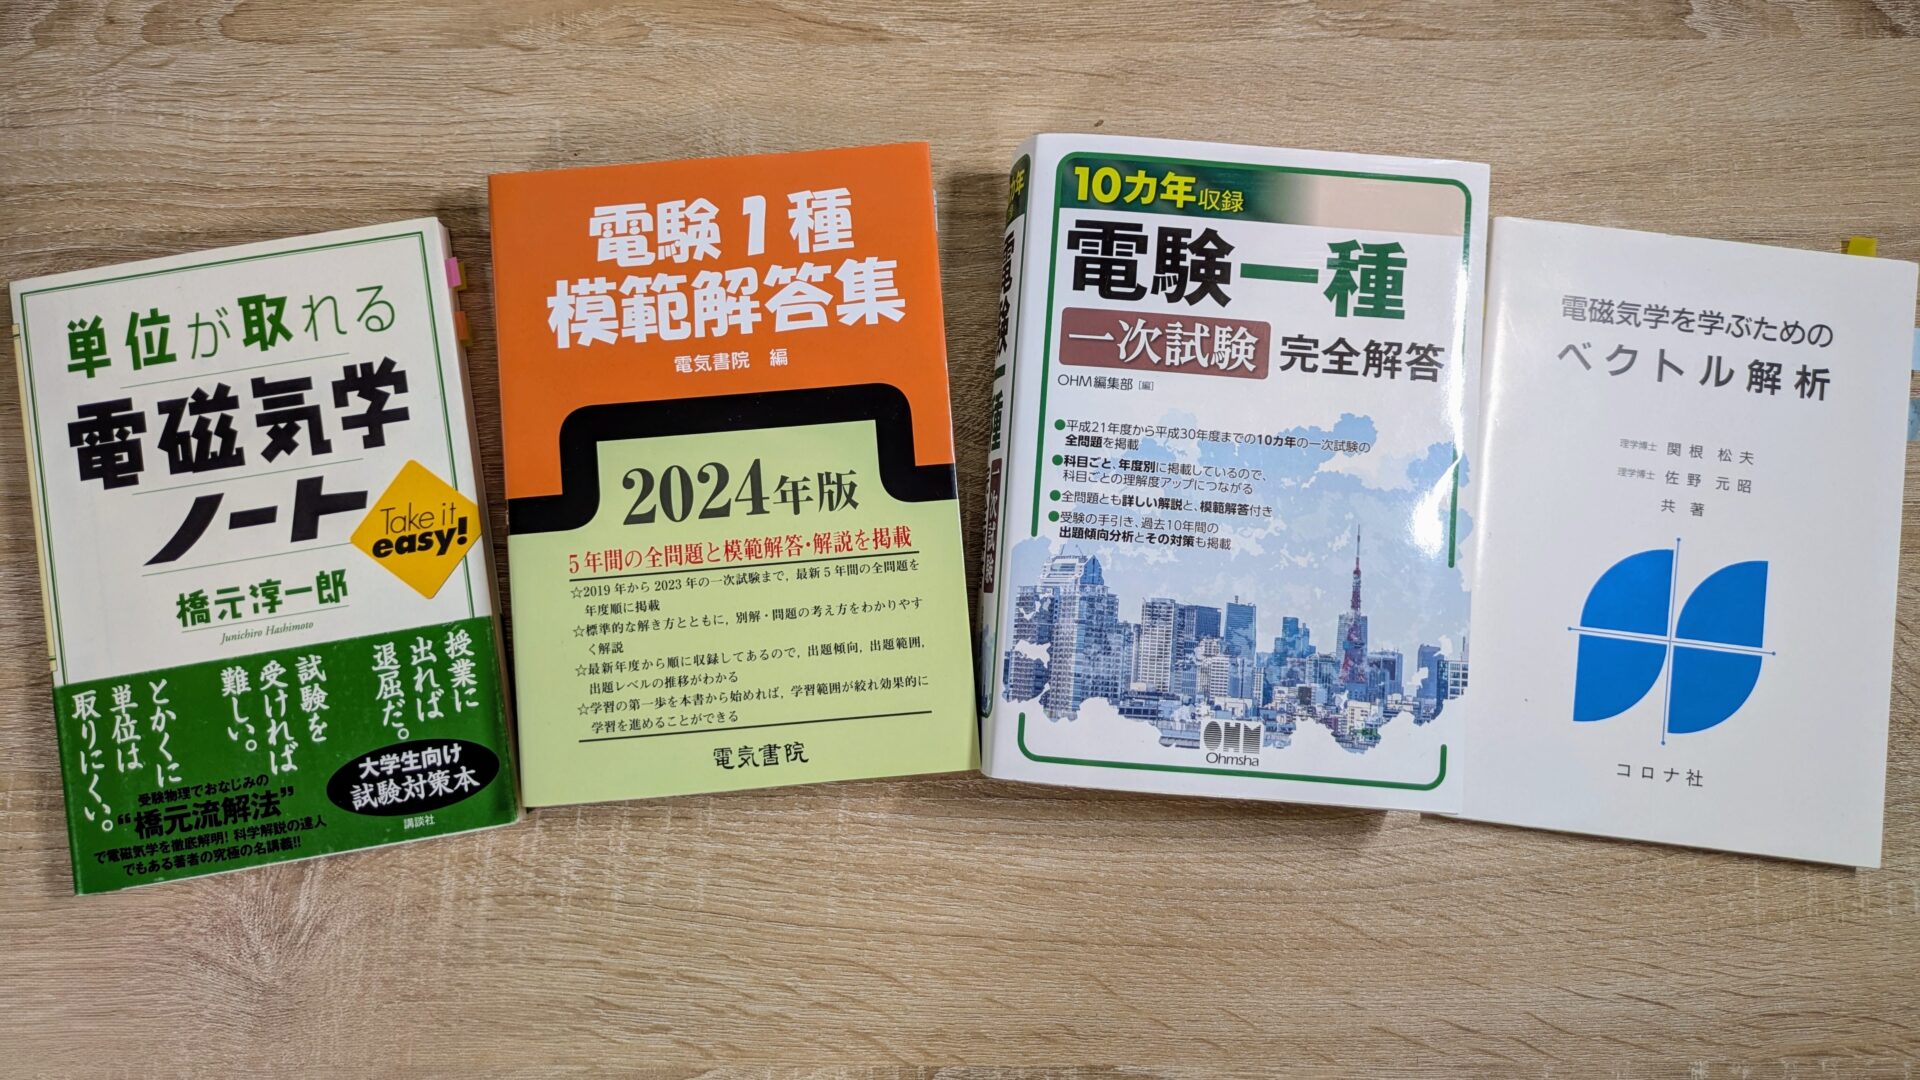 単位が取れる
電磁気学
ノート
Take it
easy!
橋元淳一郎
Junichiro Hashimoto
授業に
出れば
退屈だ。
試験を
受ければ
難しい。
とかくに
単位は
取りにくい。
大学生向け
試験対策本
受験物理でおなじみの
“橋元流解法”
で電磁気学を徹底解明!科学解説の達人
でもある著者の究極の名講義!!
講談社
電験1種
模範解答集
電気書院 編
2024年版
5年間の全問題と模範解答・解説を掲載
☆2019年から2023年の一次試験まで,最新5年間の全問題を
年度順に掲載
☆標準的な解き方とともに,別解・問題の考え方をわかりやす
く解説
☆最新年度から順に収録してあるので,出題傾向,出題範囲,
出題レベルの推移がわかる
☆学習の第一歩を本書から始めれば,学習範囲が絞れ効果的に
学習を進めることができる
電気書院
10カ年収録
電験一種
一次試験 完全解答
OHM編集部[編]
●平成21年度から平成30年度までの10カ年の一次試験の
全問題を掲載
●科目ごと、年度別に掲載しているので、
科目ごとの理解度アップにつながる
●全問題とも詳しい解説と、模範解答付き
●受験の手引き、過去10年間の
出題傾向分析とその対策も掲載
OHM
Ohmsha
電磁気学を学ぶための
ベクトル解析
理学博士 関根 松夫
理学博士 佐野 元昭
共著
コロナ社